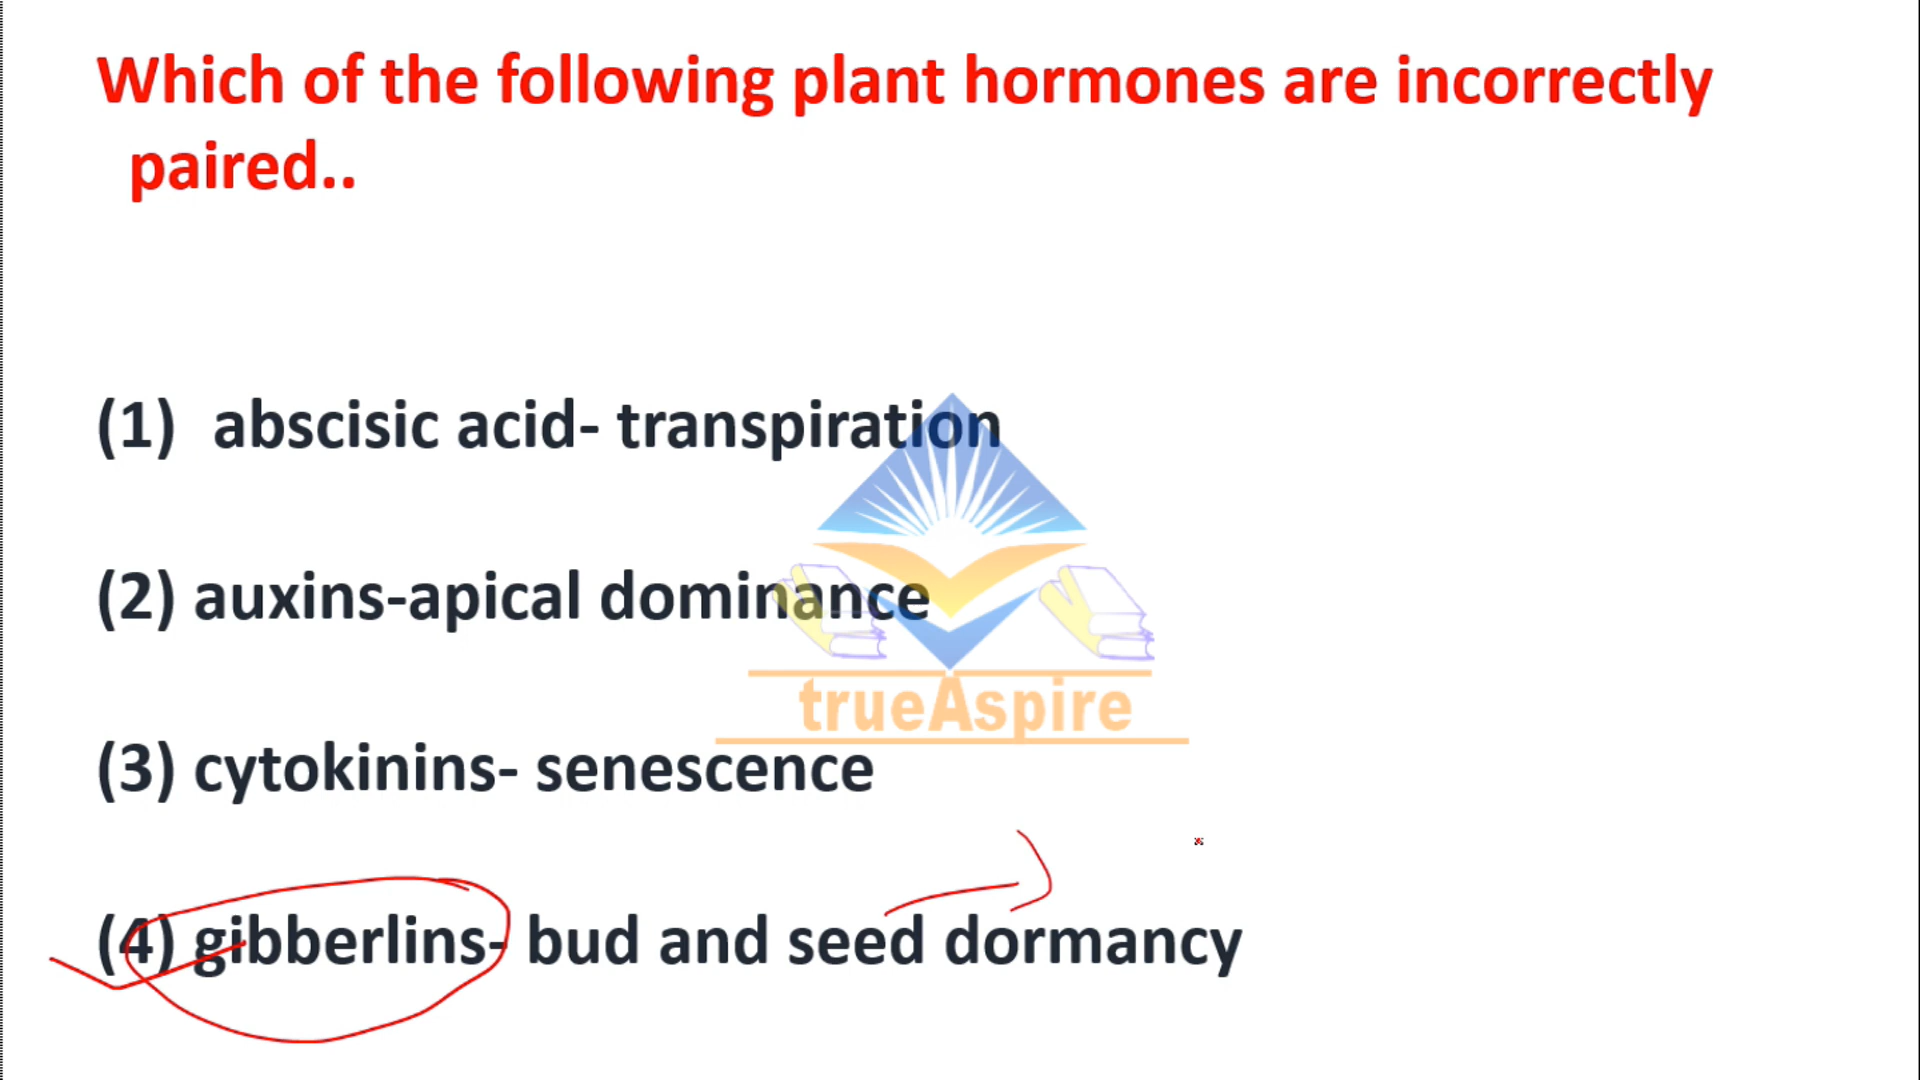 Which of the following plant hormones are incorrectly
paired..
(1) abscisic acid- transpiration
(2) auxins-apical dominance
(3) cytokinins- senescence
(4) gibberlins- bud and seed dormancy
trueAspire